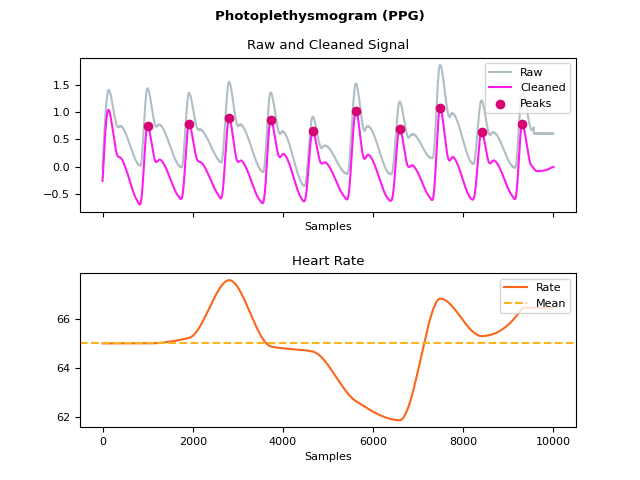 Photoplethysmogram (PPG)
Raw and Cleaned Signal
Raw
Cleaned
Peaks
1.5
1.0
0.5
0.0
−0.5
Samples
Heart Rate
Rate
Mean
66
64
62
0 2000 4000 6000 8000 10000
Samples